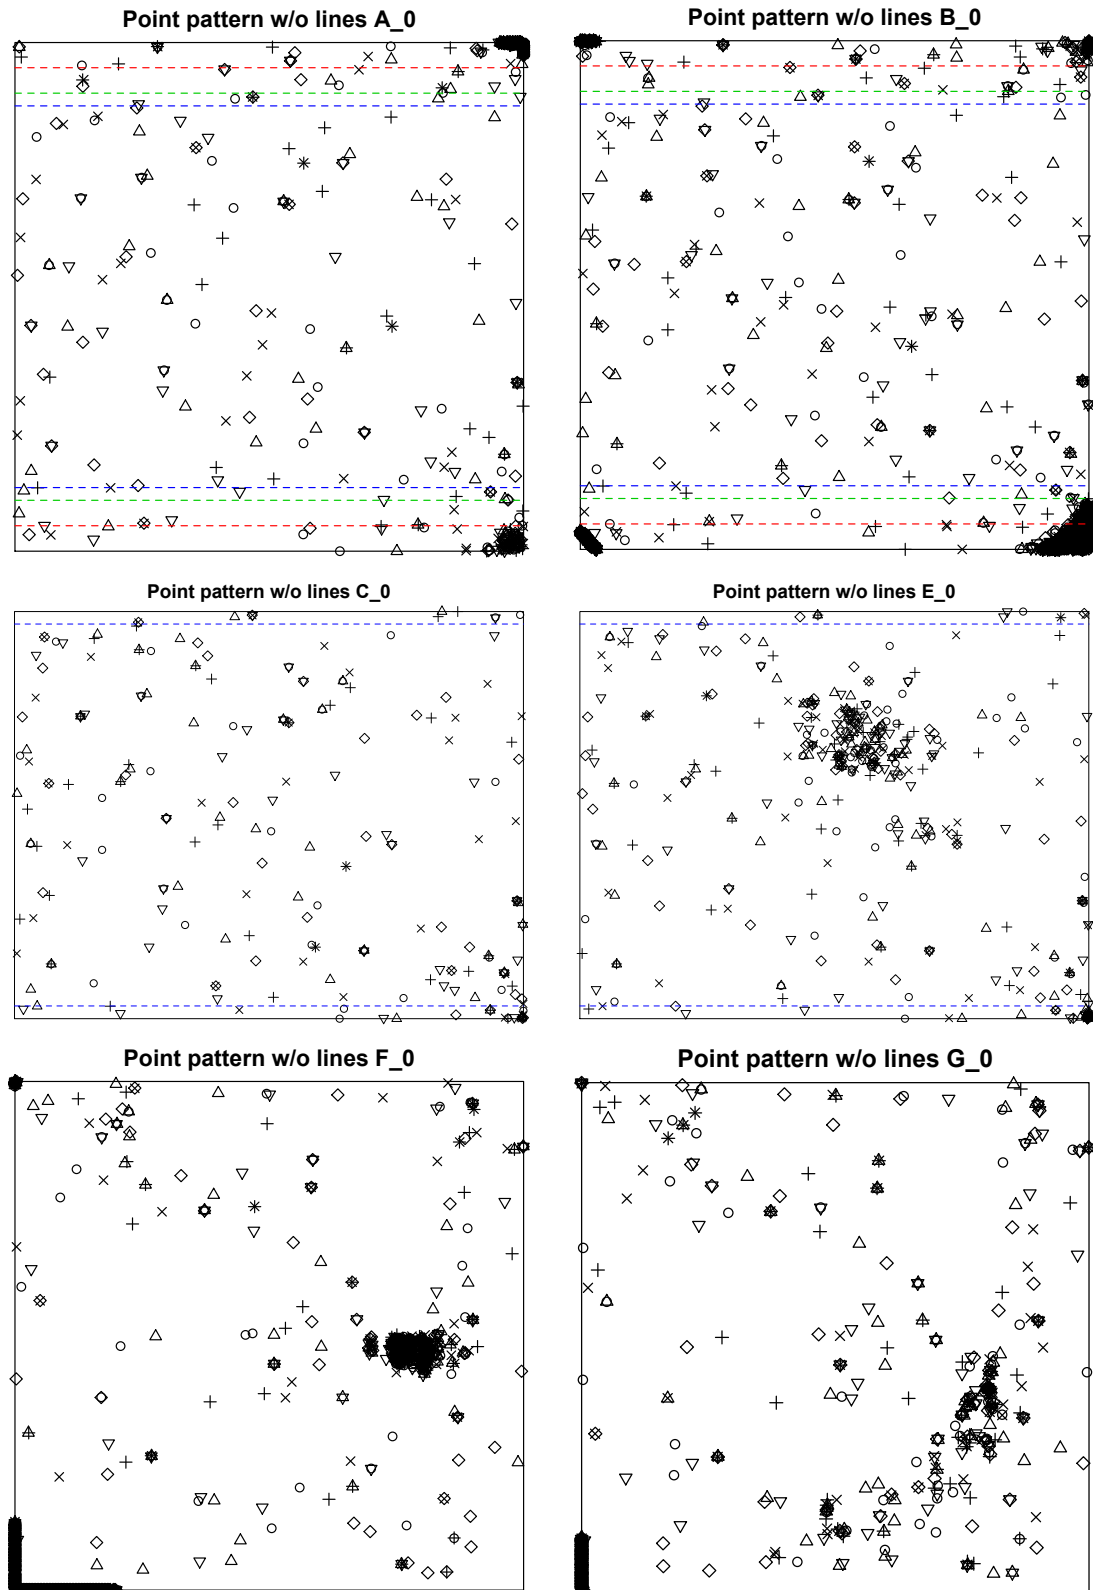 Point pattern w/o lines A_0
Point pattern w/o lines B_0
Point pattern w/o lines C_0
Point pattern w/o lines E_0
Point pattern w/o lines F_0
Point pattern w/o lines G_0